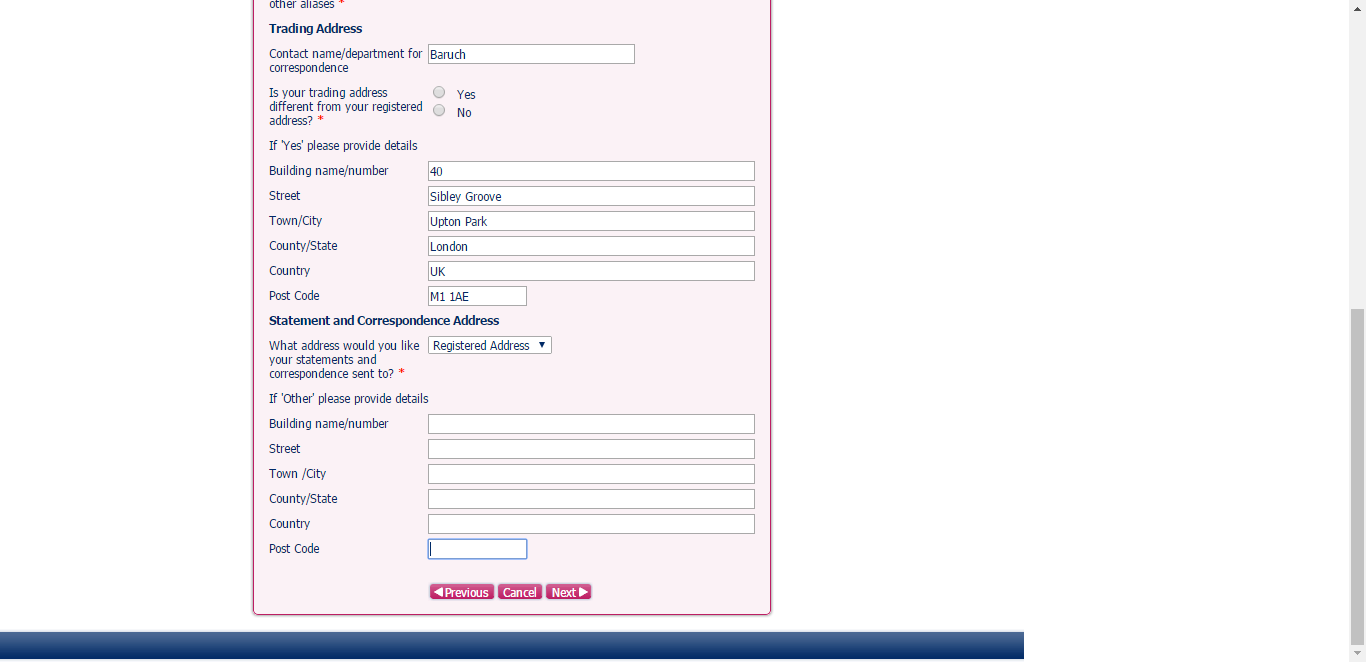 other aliases *
Trading Address
Contact name/department for correspondence
Baruch
Is your trading address different from your registered address? *
Yes
No
If 'Yes' please provide details
Building name/number
40
Street
Sibley Groove
Town/City
Upton Park
County/State
London
Country
UK
Post Code
M1 1AE
Statement and Correspondence Address
What address would you like your statements and correspondence sent to? *
Registered Address
If 'Other' please provide details
Building name/number
Street
Town /City
County/State
Country
Post Code
Previous
Cancel
Next